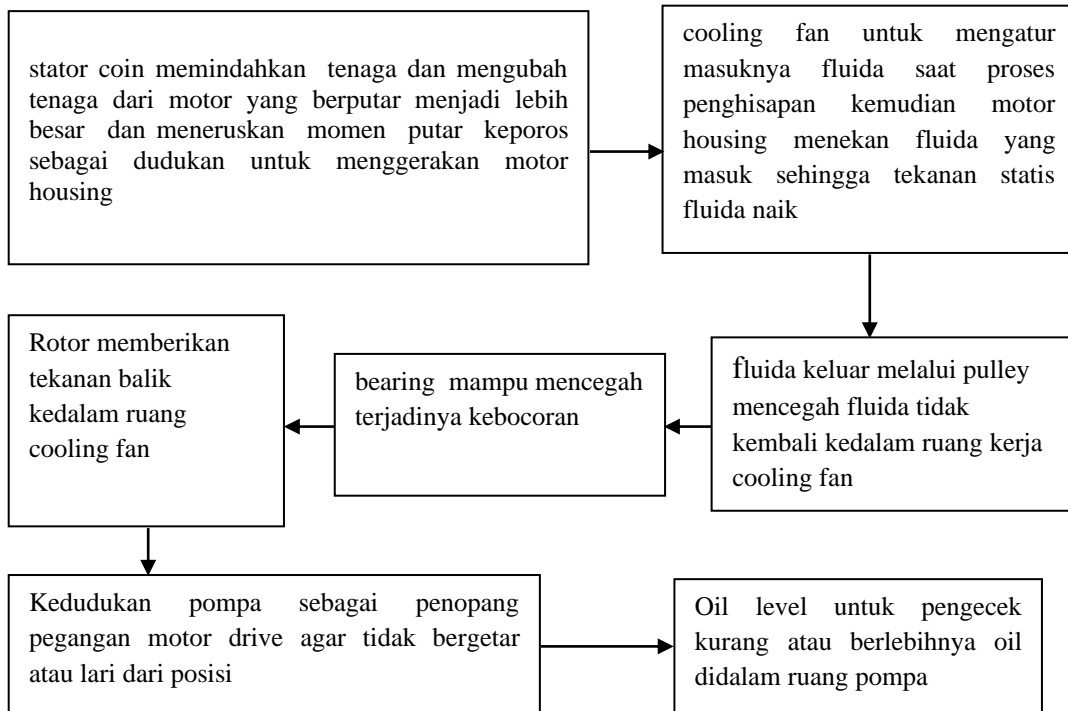 stator coin memindahkan tenaga dan mengubah
tenaga dari motor yang berputar menjadi lebih
besar dan meneruskan momen putar keporos
sebagai dudukan untuk menggerakan motor
housing
cooling fan untuk mengatur
masuknya fluida saat proses
penghisapan kemudian motor
housing menekan fluida yang
masuk sehingga tekanan statis
fluida naik
fluida keluar melalui pulley
mencegah fluida tidak
kembali kedalam ruang kerja
cooling fan
bearing mampu mencegah
terjadinya kebocoran
Rotor memberikan
tekanan balik
kedalam ruang
cooling fan
Kedudukan pompa sebagai penopang
pegangan motor drive agar tidak bergetar
atau lari dari posisi
Oil level untuk pengecek
kurang atau berlebihnya oil
didalam ruang pompa